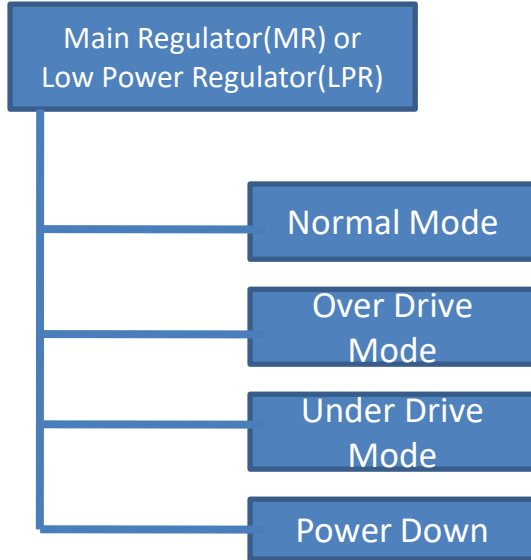 Main Regulator(MR) or
Low Power Regulator(LPR)
Normal Mode
Over Drive
Mode
Under Drive
Mode
Power Down